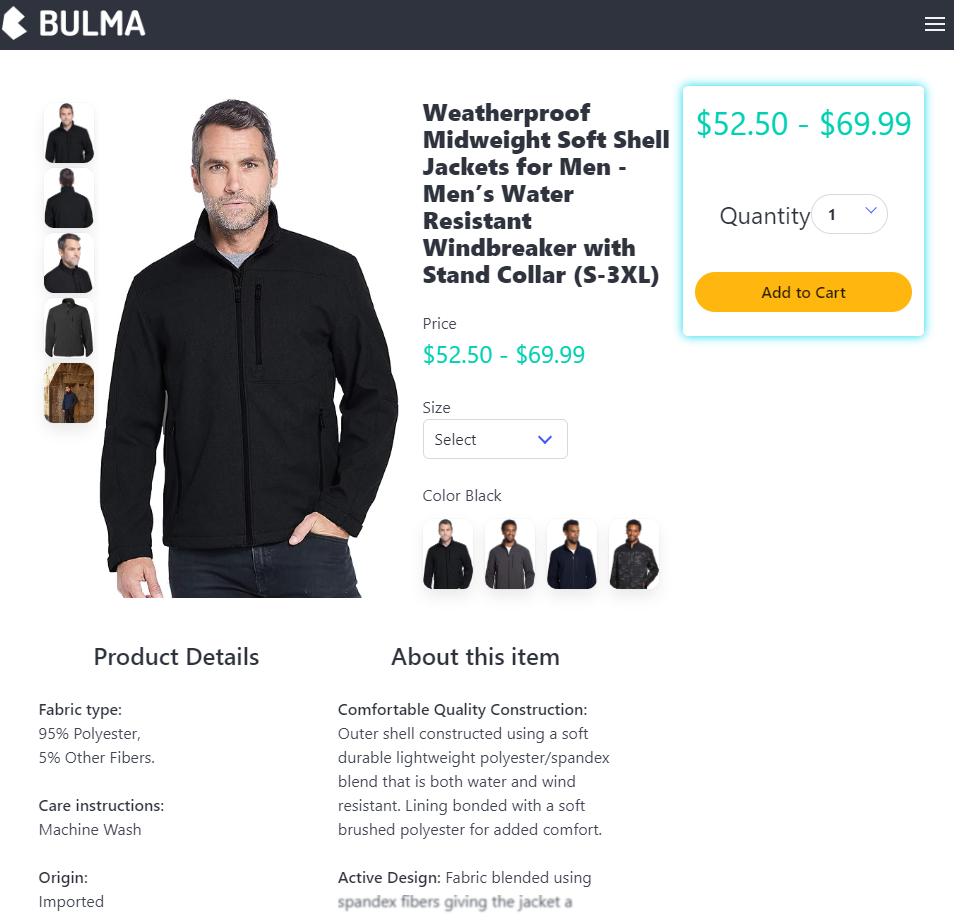 BULMA
Weatherproof
Midweight Soft Shell
Jackets for Men -
Men’s Water
Resistant
Windbreaker with
Stand Collar (S-3XL)
Price
$52.50 - $69.99
Size
Select
Color Black
$52.50 - $69.99
Quantity 1
Add to Cart
Product Details
Fabric type:
95% Polyester,
5% Other Fibers.
Care instructions:
Machine Wash
Origin:
Imported
About this item
Comfortable Quality Construction:
Outer shell constructed using a soft
durable lightweight polyester/spandex
blend that is both water and wind
resistant. Lining bonded with a soft
brushed polyester for added comfort.
Active Design: Fabric blended using
spandex fibers giving the jacket a